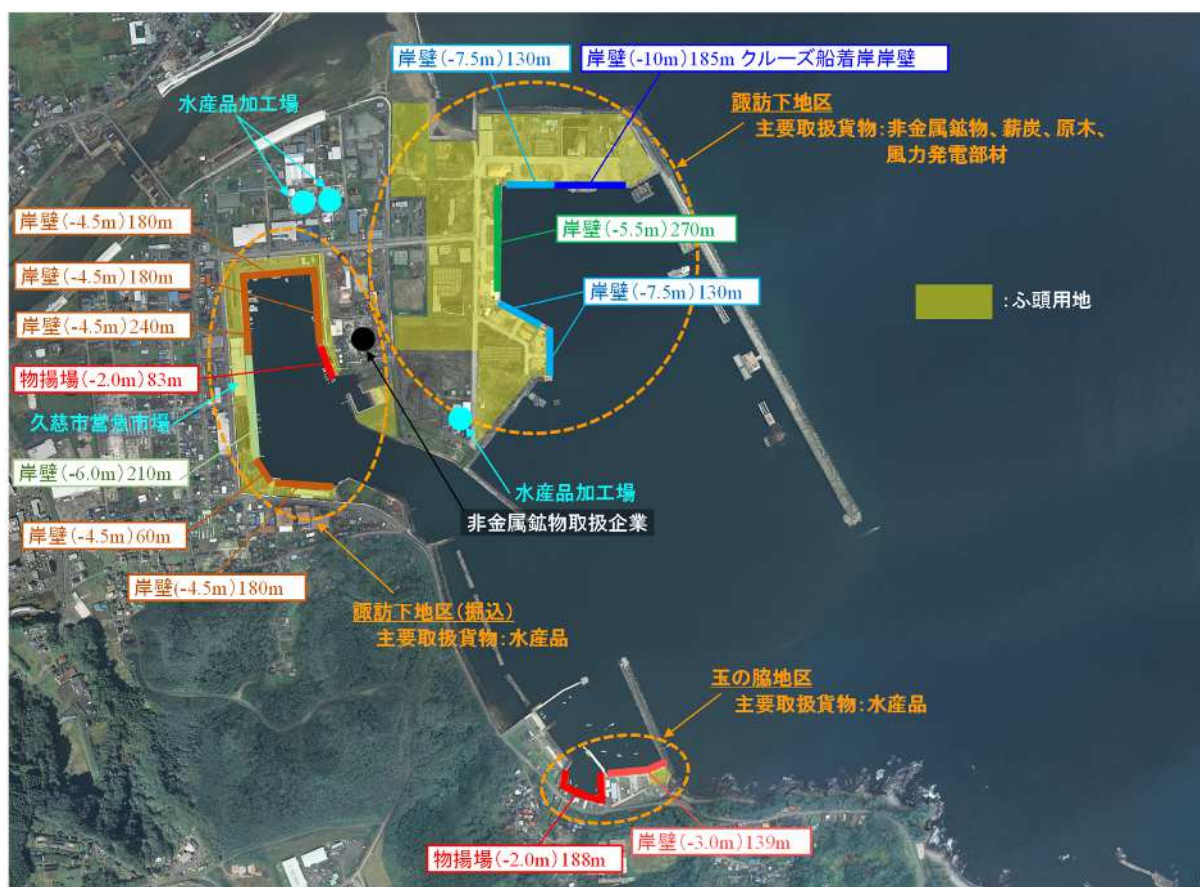 岸壁(-7.5m)130m
岸壁(-10m)185m クルーズ船着岸岸壁
諏訪下地区
主要取扱貨物:非金属鉱物、薪炭、原木、
風力発電部材
水産品加工場
岸壁(-4.5m)180m
岸壁(-5.5m)270m
岸壁(-4.5m)180m
岸壁(-7.5m)130m
:ふ頭用地
岸壁(-4.5m)240m
物揚場(-2.0m)83m
久慈市営魚市場
岸壁(-6.0m)210m
水産品加工場
非金属鉱物取扱企業
岸壁(-4.5m)60m
岸壁(-4.5m)180m
諏訪下地区(掘込)
主要取扱貨物:水産品
玉の脇地区
主要取扱貨物:水産品
岸壁(-3.0m)139m
物揚場(-2.0m)188m